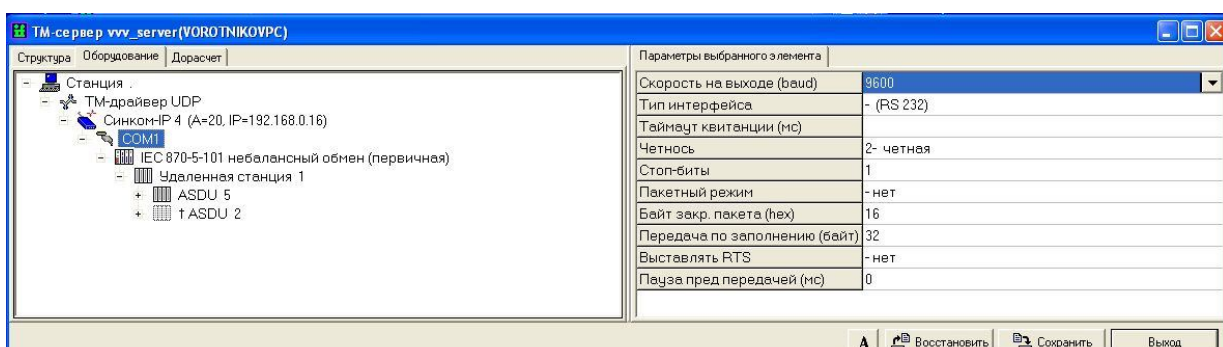 ТМ-сервер vvv_server(VOROTNIKOVPC)
Структура Оборудование Дорасчет
Станция .
ТМ-драйвер UDP
Синком-IP 4 (A=20, IP=192.168.0.16)
COM1
IEC 870-5-101 небалансный обмен (первичная)
Удаленная станция 1
ASDU 5
† ASDU 2
Параметры выбранного элемента
Скорость на выходе (baud) 9600
Тип интерфейса - (RS 232)
Таймаут квитанции (мс)
Четнось 2- четная
Стоп-биты 1
Пакетный режим - нет
Байт закр. пакета (hex) 16
Передача по заполнению (байт) 32
Выставлять RTS - нет
Пауза пред передачей (мс) 0
A Восстановить Сохранить Выход